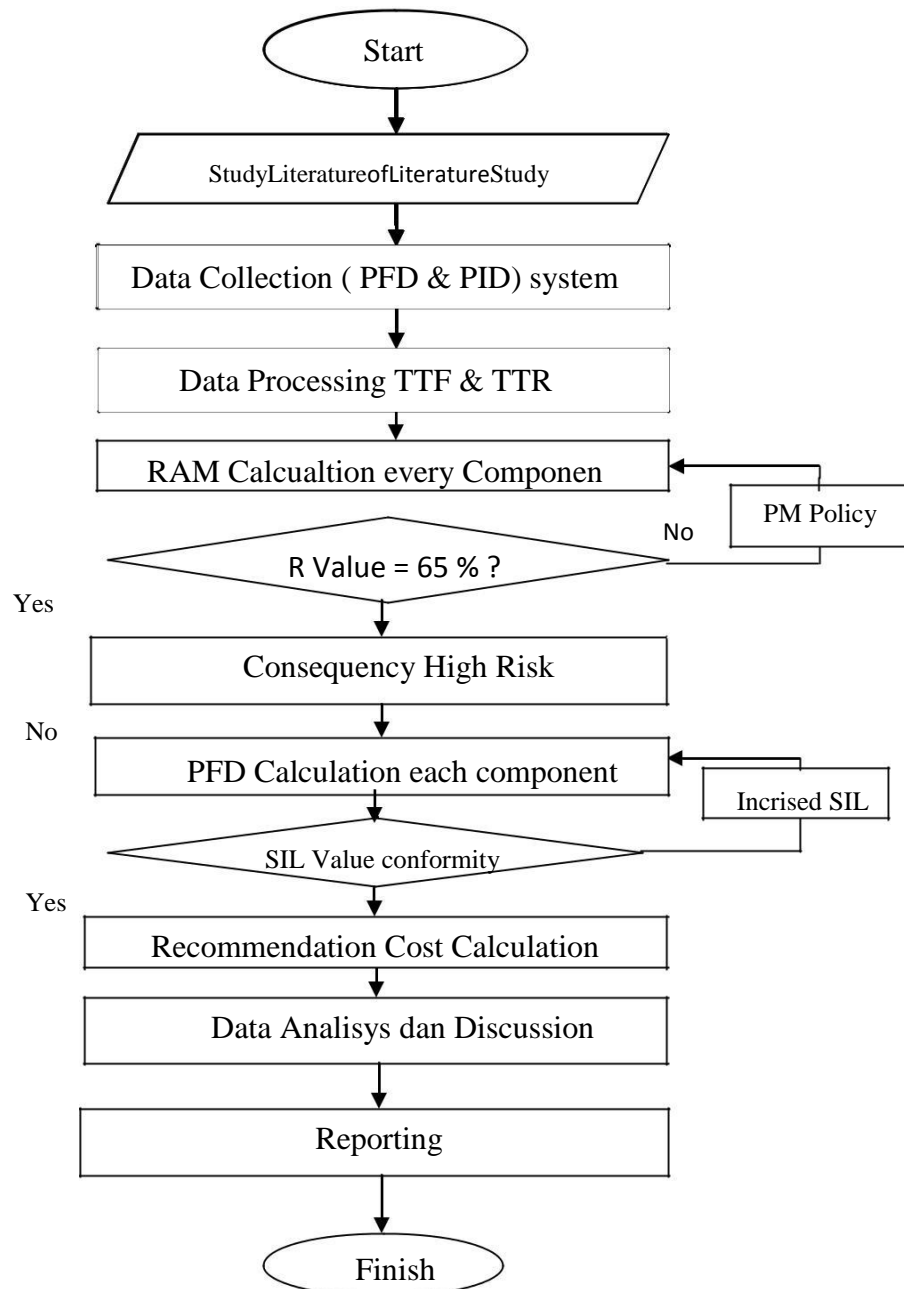 Start
StudyLiteratureofLiteratureStudy
Data Collection ( PFD & PID) system
Data Processing TTF & TTR
RAM Calcualtion every Componen
PM Policy
No
R Value = 65 % ?
Yes
Consequency High Risk
No
PFD Calculation each component
Incrised SIL
SIL Value conformity
Yes
Recommendation Cost Calculation
Data Analisys dan Discussion
Reporting
Finish